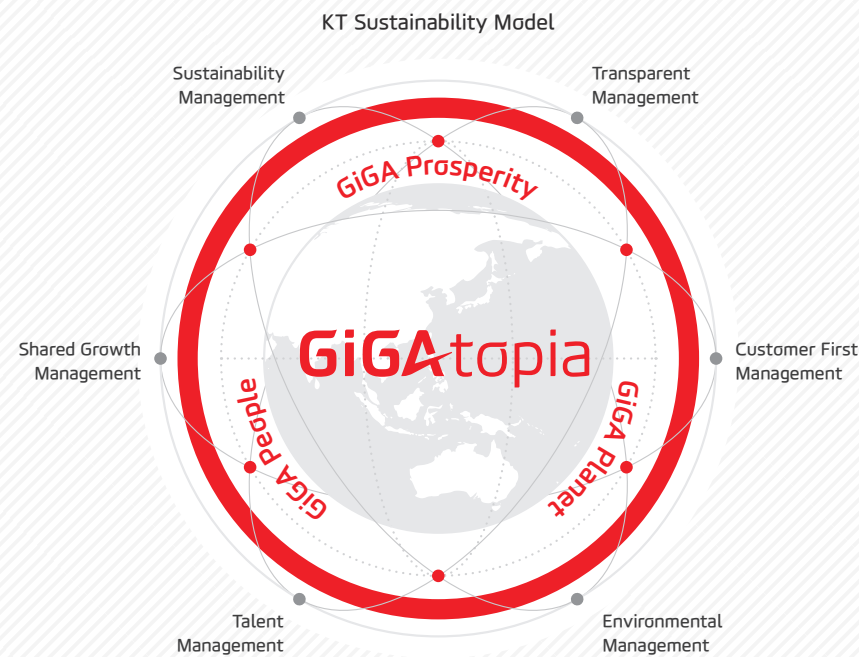 KT Sustainability Model
Sustainability
Management
Transparent
Management
GiGA Prosperity
GiGAtopia
Shared Growth
Management
Customer First
Management
GiGA People
GiGA Planet
Talent
Management
Environmental
Management